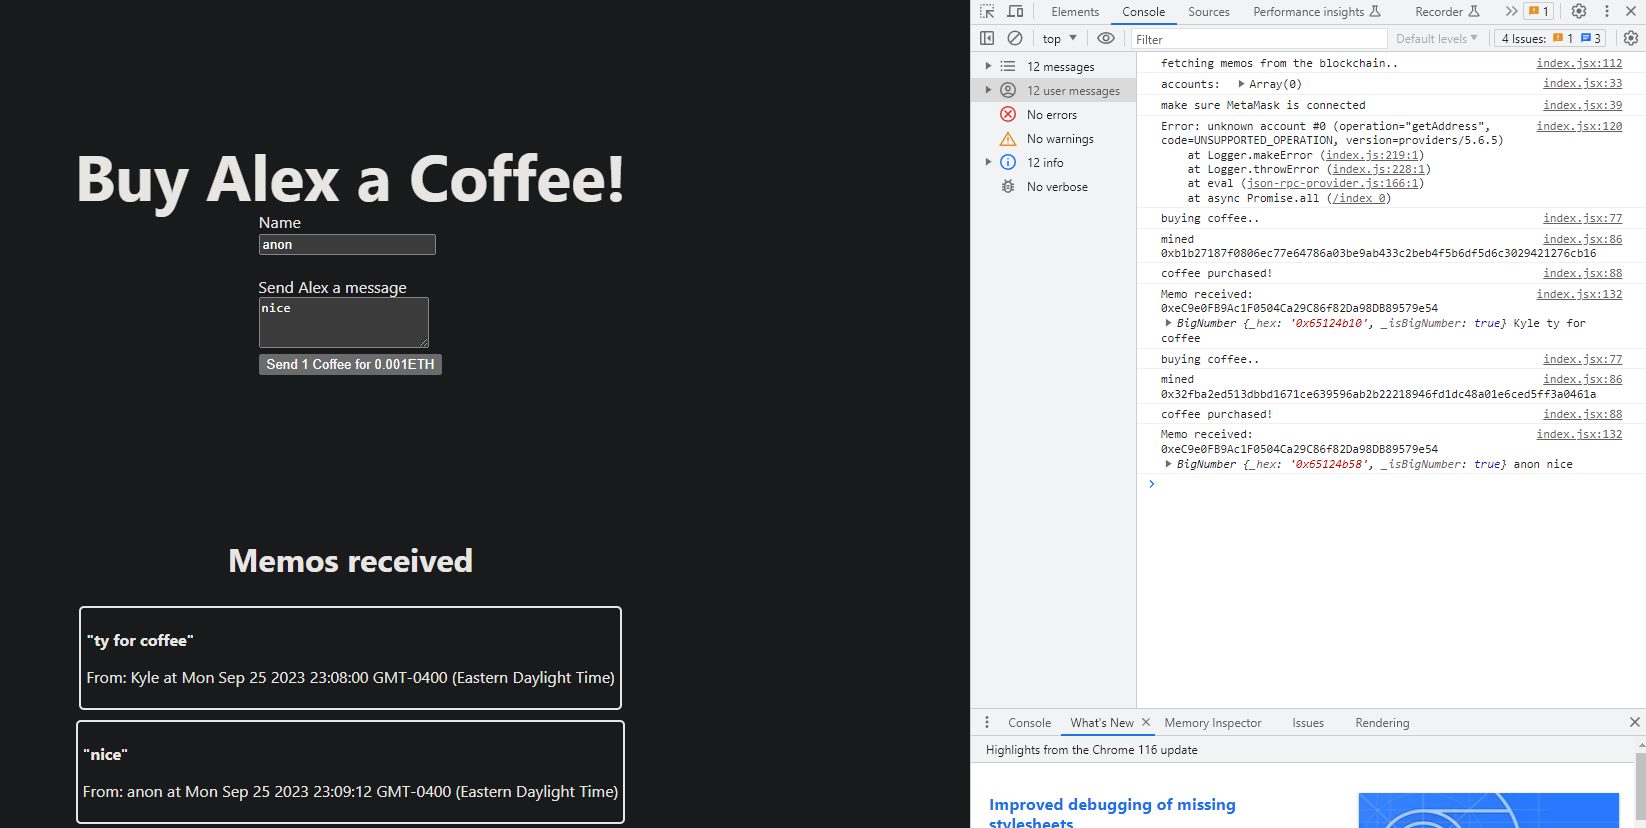 Buy Alex a Coffee!
Name
anon
Send Alex a message
nice
Send 1 Coffee for 0.001ETH
Memos received
"ty for coffee"
From: Kyle at Mon Sep 25 2023 23:08:00 GMT-0400 (Eastern Daylight Time)
"nice"
From: anon at Mon Sep 25 2023 23:09:12 GMT-0400 (Eastern Daylight Time)
Elements Console Sources Performance insights Recorder 1
top Filter Default levels 4 Issues: 1 3
12 messages
12 user messages
No errors
No warnings
12 info
No verbose
fetching memos from the blockchain.. index.jsx:112
accounts: Array(0) index.jsx:33
make sure MetaMask is connected index.jsx:39
Error: unknown account #0 (operation="getAddress", index.jsx:120
code=UNSUPPORTED_OPERATION, version=providers/5.6.5)
at Logger.makeError (index.js:219:1)
at Logger.throwError (index.js:228:1)
at eval (json-rpc-provider.js:166:1)
at async Promise.all (/index 0)
buying coffee.. index.jsx:77
mined index.jsx:86
0xb1b27187f0806ec77e64786a03be9ab433c2beb4f5b6df5d6c3029421276cb16
coffee purchased! index.jsx:88
Memo received: index.jsx:132
0xeC9e0FB9Ac1F0504Ca29C86f82Da98DB89579e54
BigNumber {_hex: '0x65124b10', _isBigNumber: true} Kyle ty for
coffee
buying coffee.. index.jsx:77
mined index.jsx:86
0x32fba2ed513dbbd1671ce639596ab2b22218946fd1dc48a01e6ced5ff3a0461a
coffee purchased! index.jsx:88
Memo received: index.jsx:132
0xeC9e0FB9Ac1F0504Ca29C86f82Da98DB89579e54
BigNumber {_hex: '0x65124b58', _isBigNumber: true} anon nice
Console What's New Memory Inspector Issues Rendering
Highlights from the Chrome 116 update
Improved debugging of missing
stylesheets